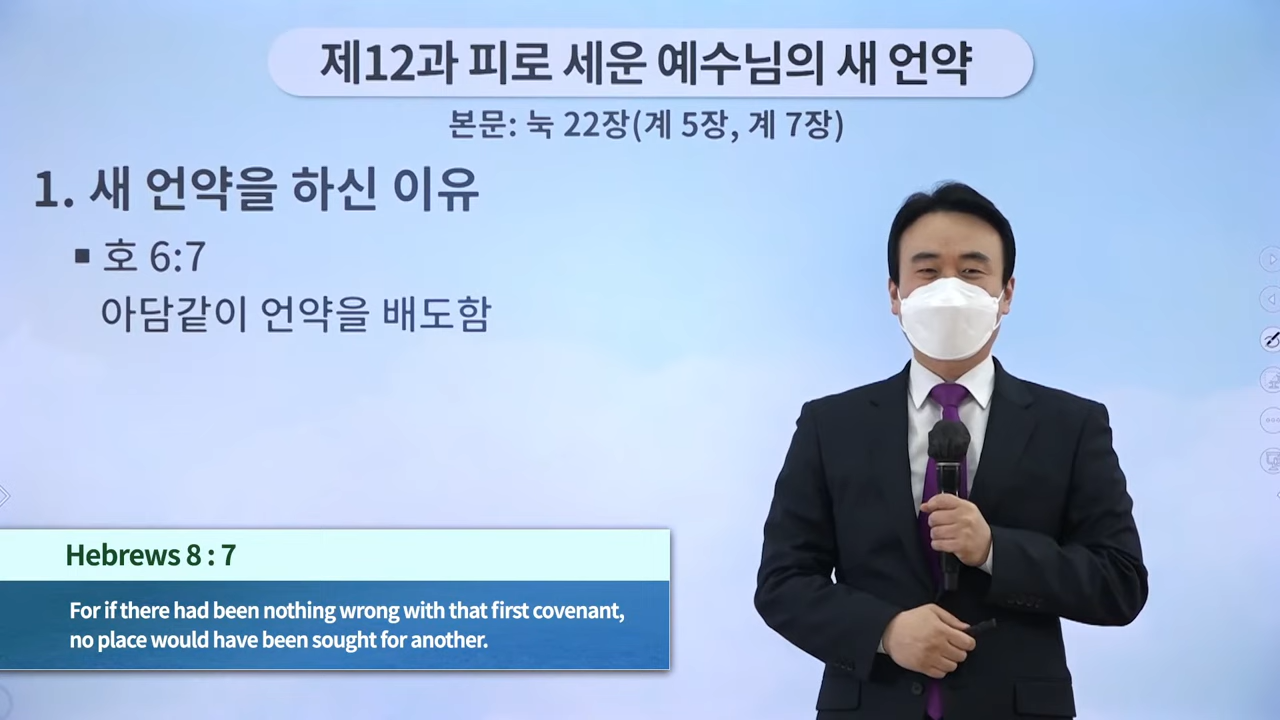 제12과 피로 세운 예수님의 새 언약
본문: 눅 22장(계 5장, 계 7장)
1. 새 언약을 하신 이유
▪ 호 6:7
아담같이 언약을 배도함
Hebrews 8 : 7
For if there had been nothing wrong with that first covenant,
no place would have been sought for another.